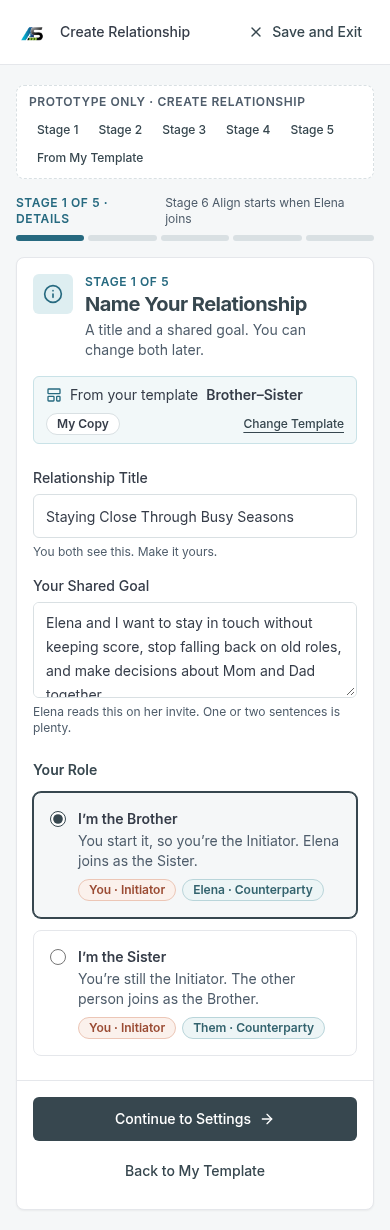 Create Relationship
Save and Exit
PROTOTYPE ONLY · CREATE RELATIONSHIP
Stage 1
Stage 2
Stage 3
Stage 4
Stage 5
From My Template
STAGE 1 OF 5 ·
DETAILS
Stage 6 Align starts when Elena
joins
STAGE 1 OF 5
Name Your Relationship
A title and a shared goal. You can
change both later.
From your template Brother–Sister
My Copy
Change Template
Relationship Title
Staying Close Through Busy Seasons
You both see this. Make it yours.
Your Shared Goal
Elena and I want to stay in touch without
keeping score, stop falling back on old roles,
and make decisions about Mom and Dad
together
Elena reads this on her invite. One or two sentences is
plenty.
Your Role
I’m the Brother
You start it, so you’re the Initiator. Elena
joins as the Sister.
You · Initiator
Elena · Counterparty
I’m the Sister
You’re still the Initiator. The other
person joins as the Brother.
You · Initiator
Them · Counterparty
Continue to Settings
Back to My Template